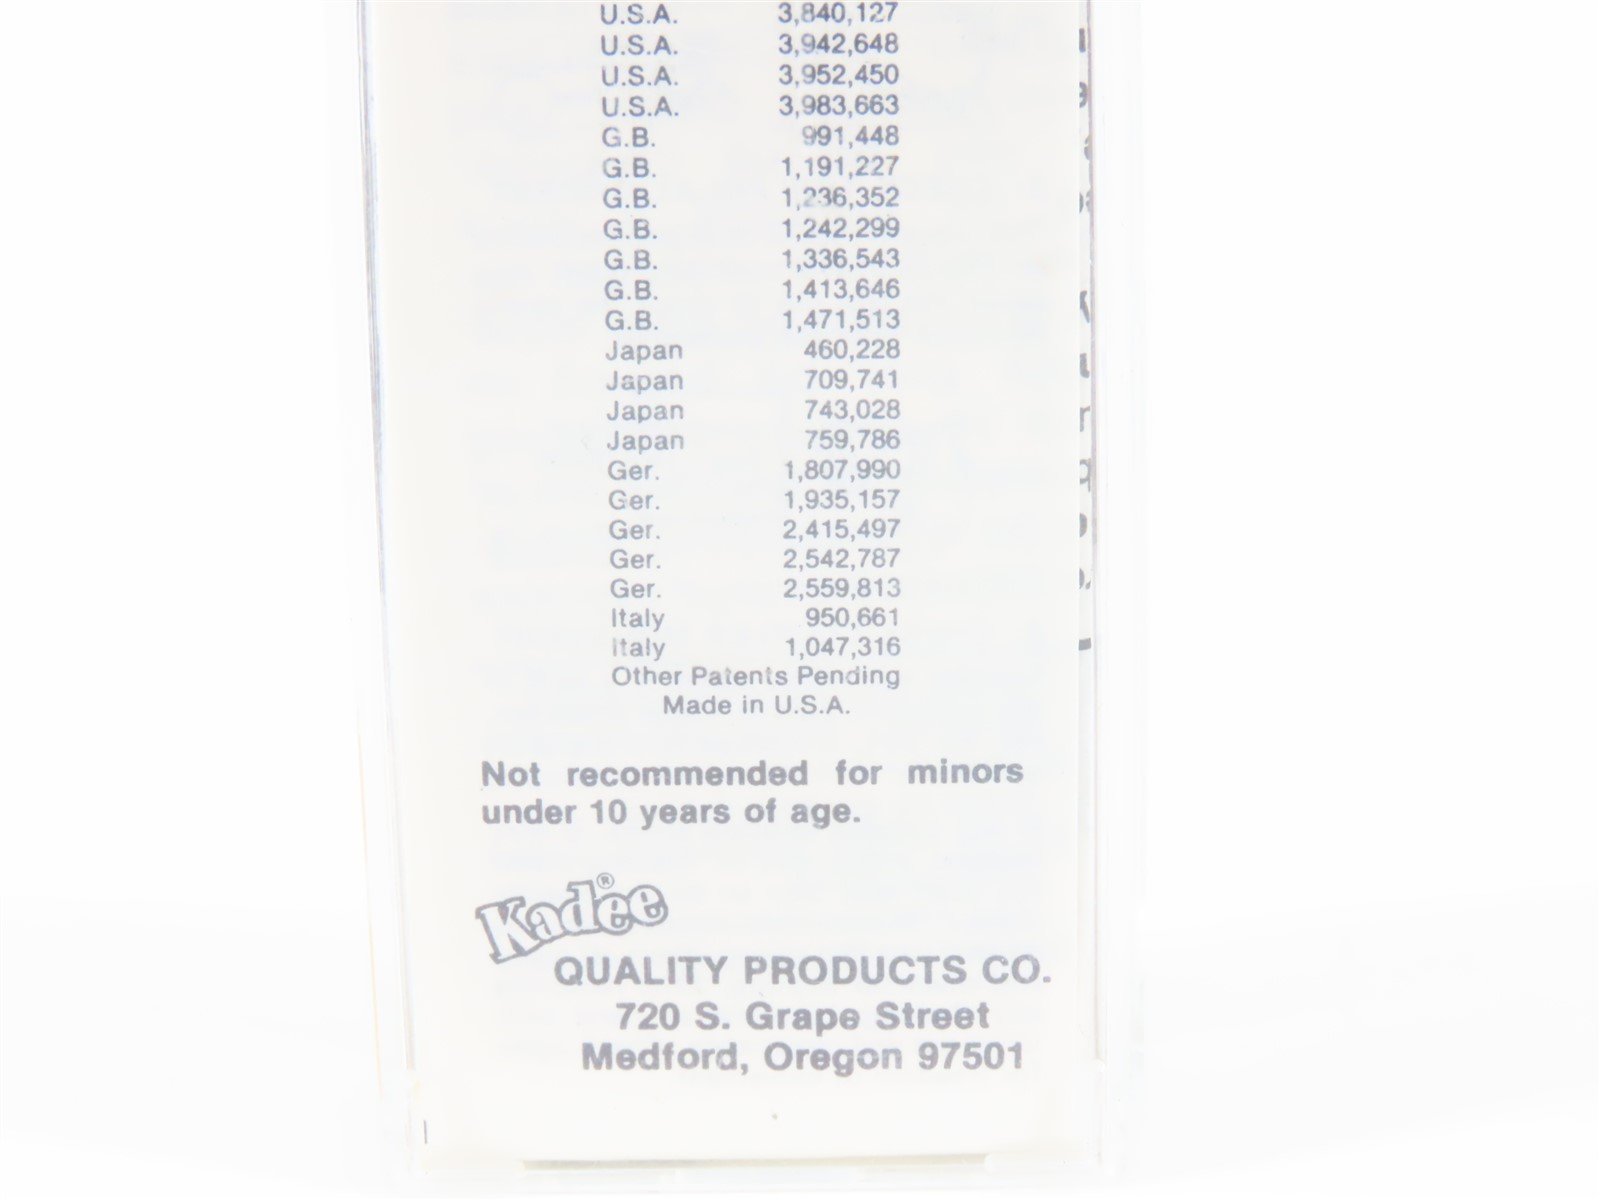 U.S.A. 3,840,127
U.S.A. 3,942,648
U.S.A. 3,952,450
U.S.A. 3,983,663
G.B. 991,448
G.B. 1,191,227
G.B. 1,236,352
G.B. 1,242,299
G.B. 1,336,543
G.B. 1,413,646
G.B. 1,471,513
Japan 460,228
Japan 709,741
Japan 743,028
Japan 759,786
Ger. 1,807,990
Ger. 1,935,157
Ger. 2,415,497
Ger. 2,542,787
Ger. 2,559,813
Italy 950,661
Italy 1,047,316
Other Patents Pending
Made in U.S.A.
Not recommended for minors
under 10 years of age.
Kadee®
QUALITY PRODUCTS CO.
720 S. Grape Street
Medford, Oregon 97501